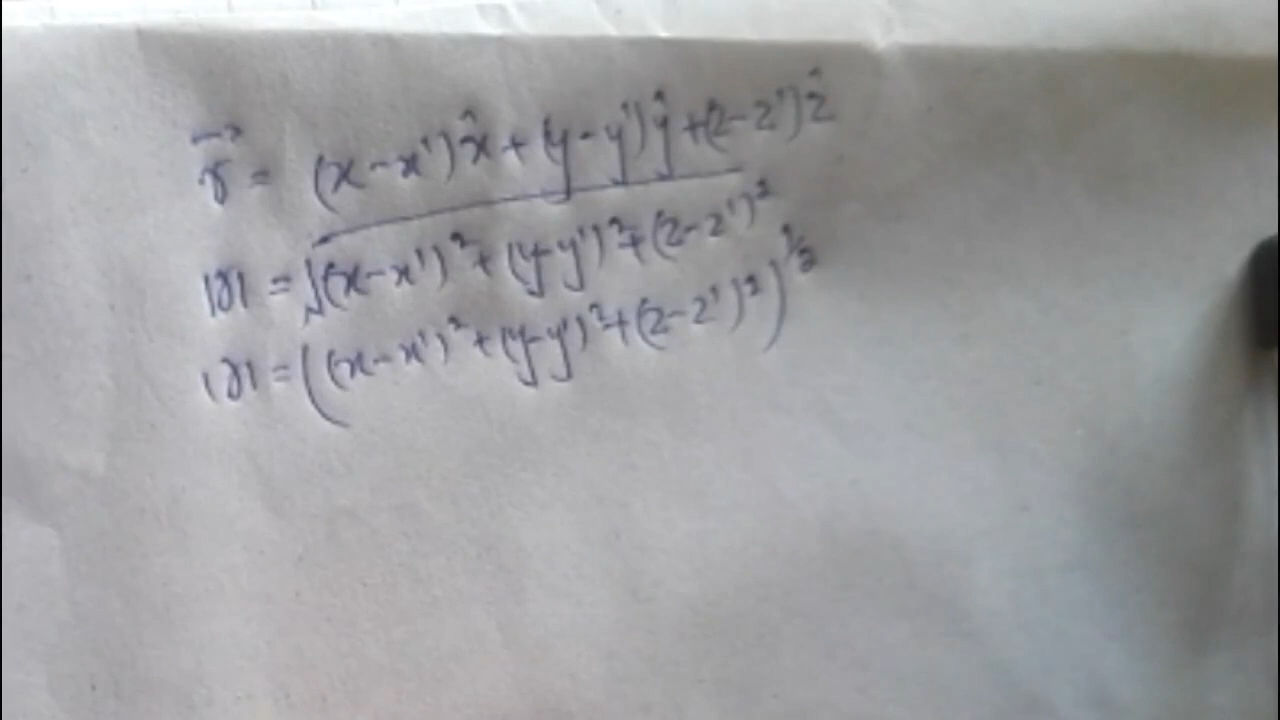 r⃗ = (x-x')x̂ + (y-y')ŷ + (z-z')ẑ
|r| = √(x-x')² + (y-y')² + (z-z')²
|r| = ((x-x')² + (y-y')² + (z-z')²)^½